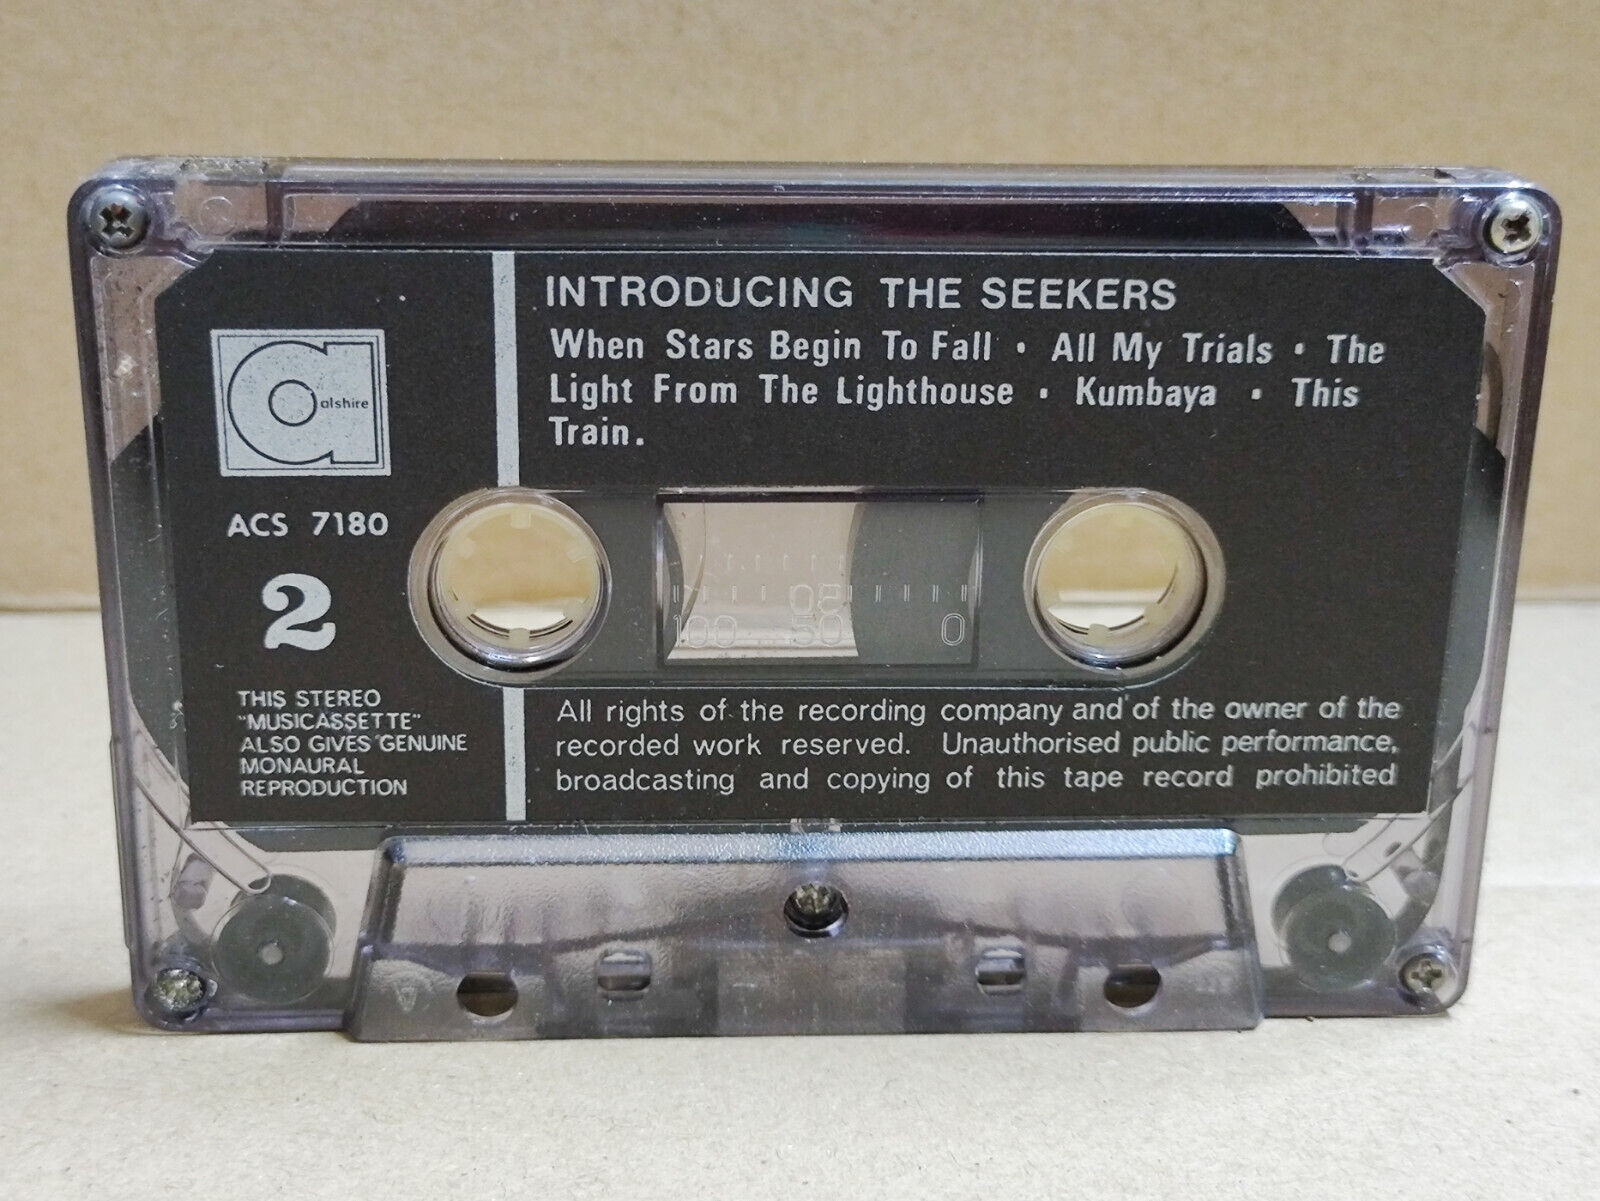 INTRODUCING THE SEEKERS
When Stars Begin To Fall • All My Trials • The
Light From The Lighthouse • Kumbaya • This
Train.
a
alshire
ACS 7180
2
100 50 0
THIS STEREO
"MUSICASSETTE"
ALSO GIVES GENUINE
MONAURAL
REPRODUCTION
All rights of the recording company and of the owner of the
recorded work reserved. Unauthorised public performance,
broadcasting and copying of this tape record prohibited